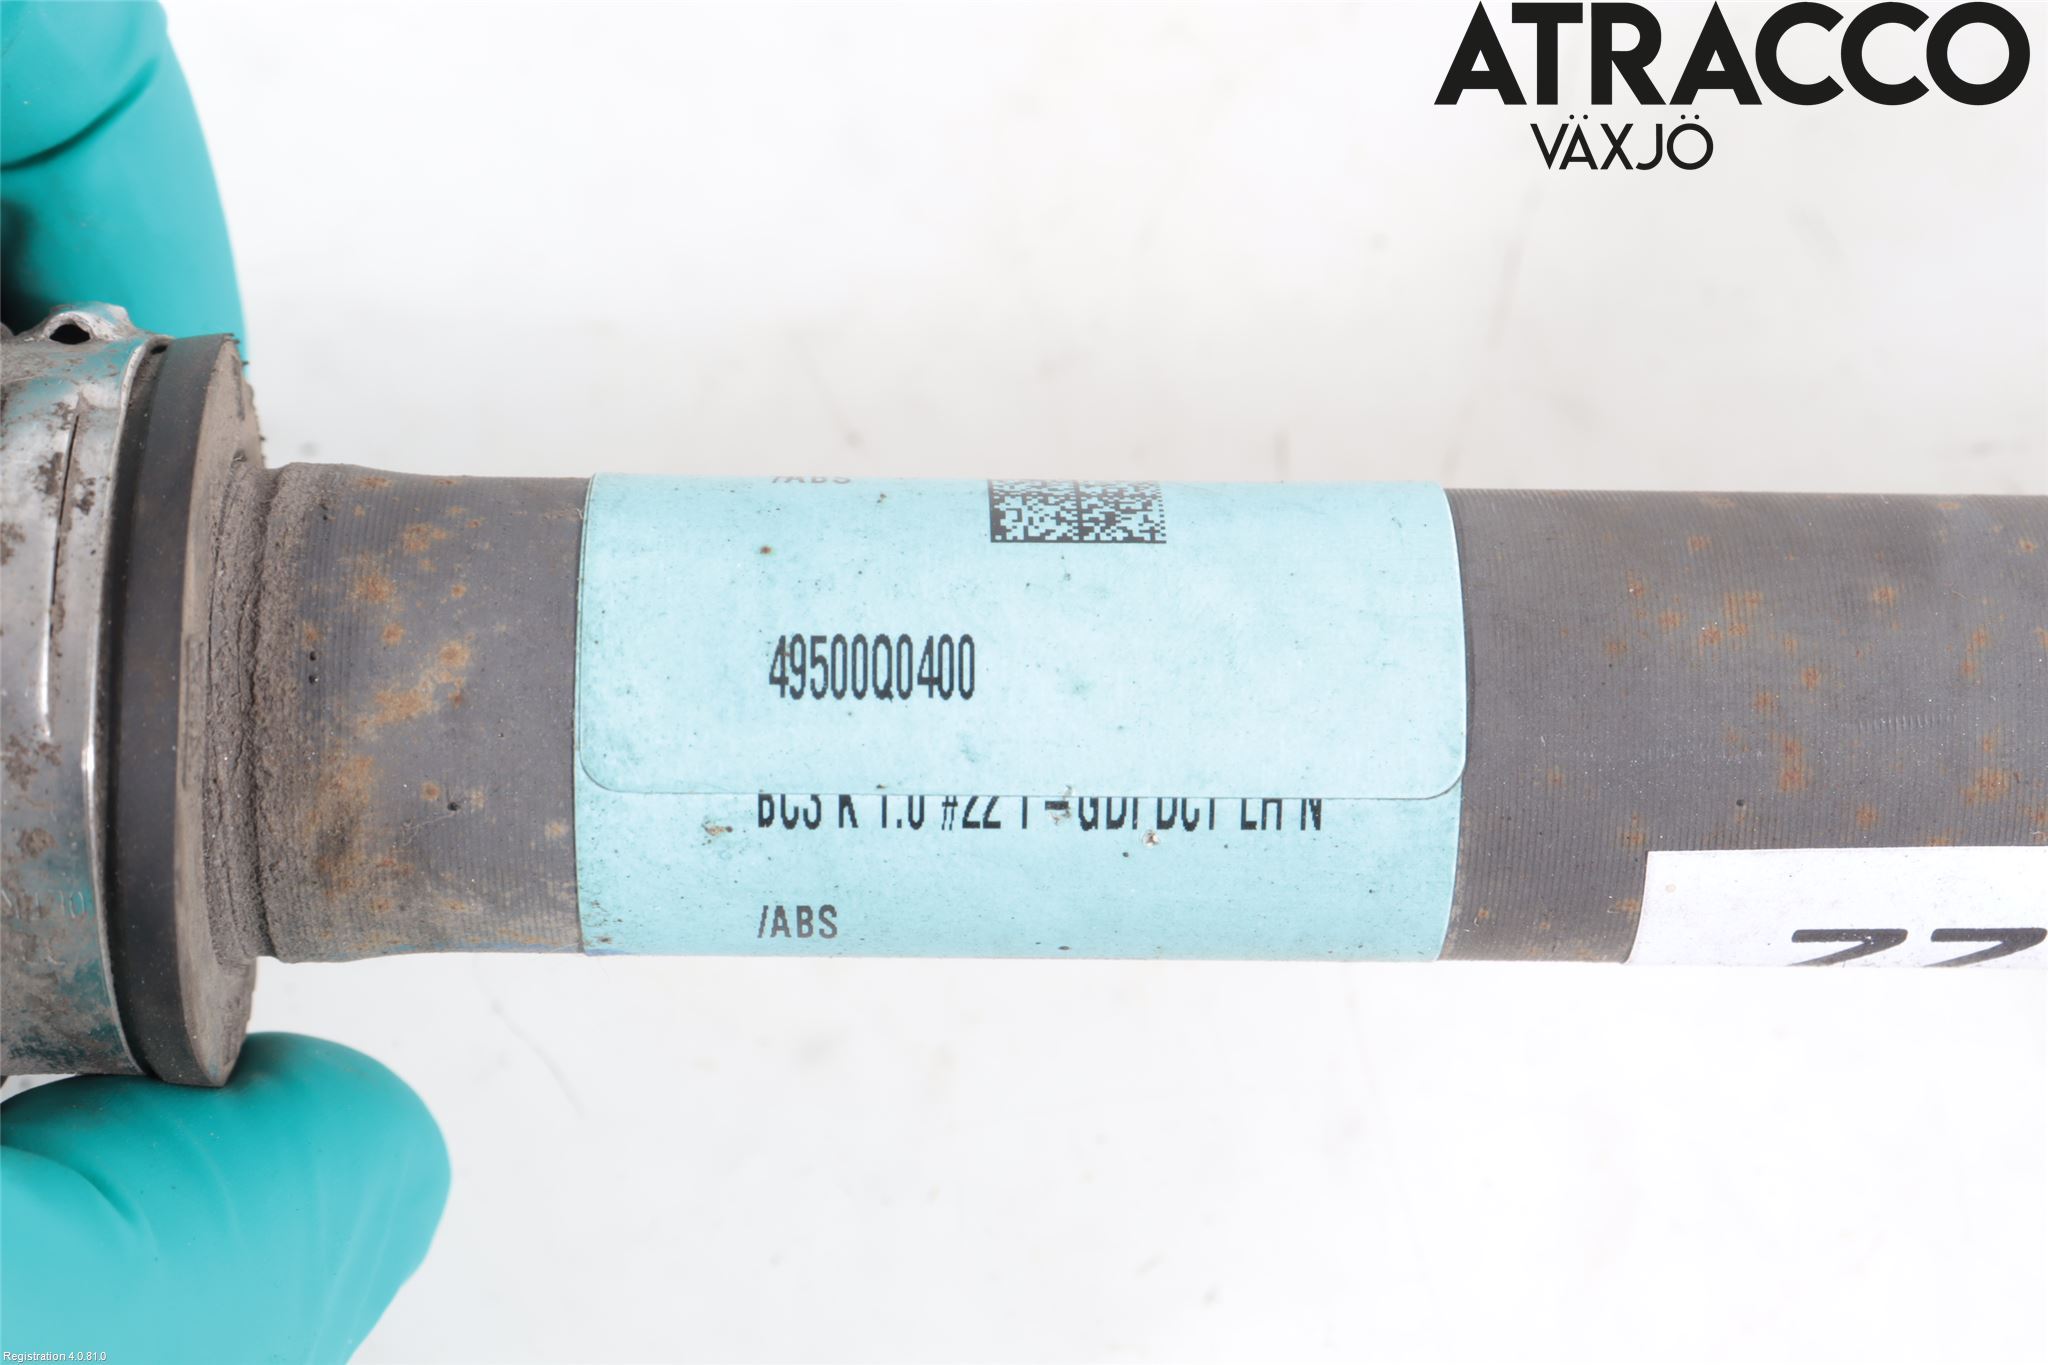 ATRACCO
VÄXJÖ
/ABS
49500Q0400
BC3 K 1.0 #22 T-GDI DCT LH N
/ABS
Registration 4.0.81.0